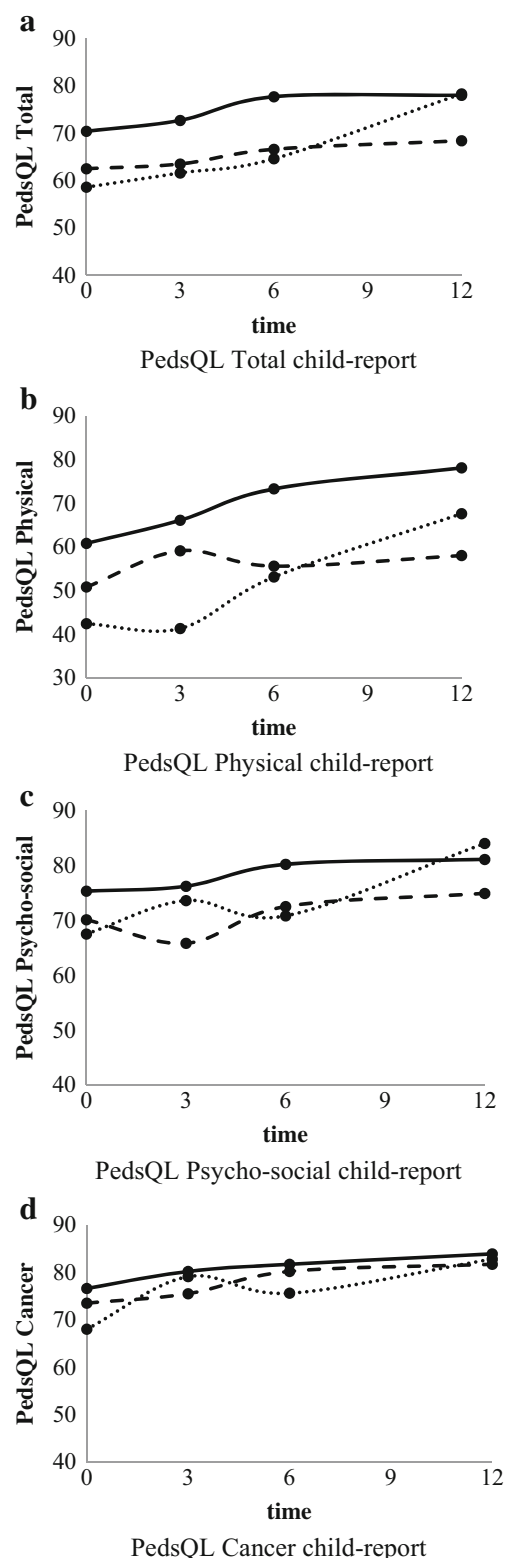 a
90
80
70
60
50
40
PedsQL Total
0 3 6 9 12
time
PedsQL Total child-report
b
90
80
70
60
50
40
30
PedsQL Physical
0 3 6 9 12
time
PedsQL Physical child-report
c
90
80
70
60
50
40
PedsQL Psycho-social
0 3 6 9 12
time
PedsQL Psycho-social child-report
d
90
80
70
60
50
40
PedsQL Cancer
0 3 6 9 12
time
PedsQL Cancer child-report